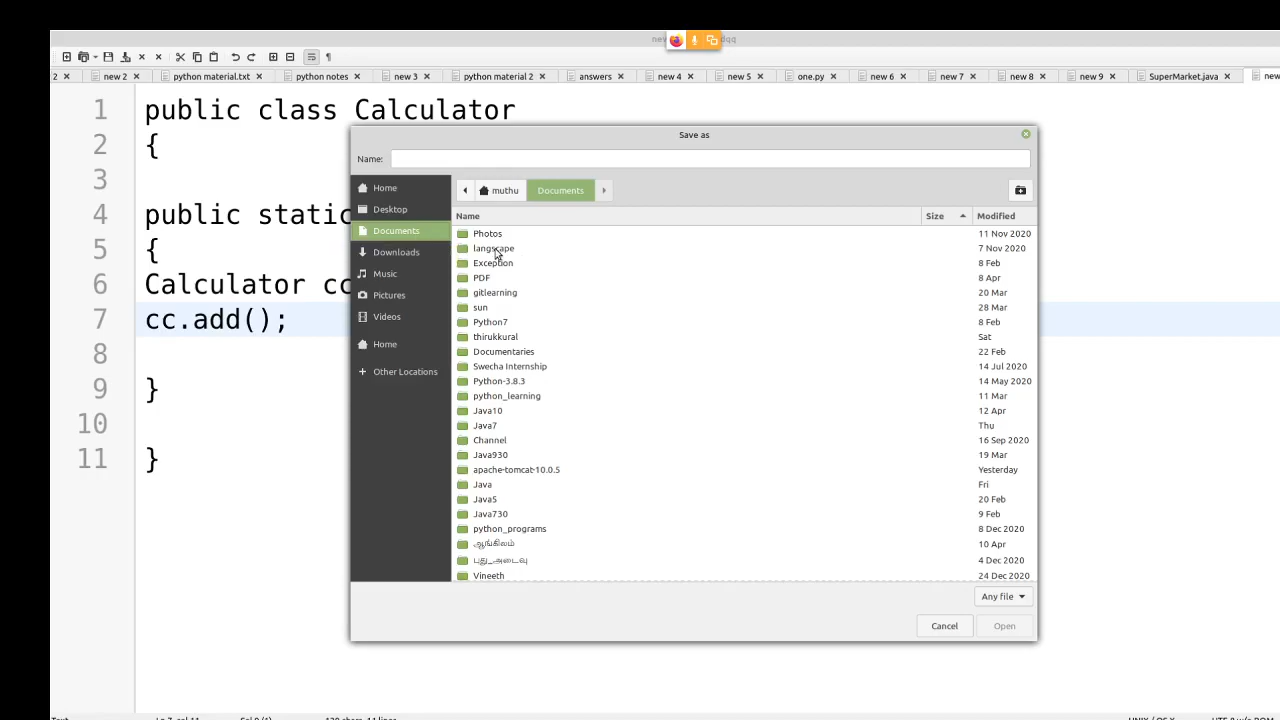 2 new 2 python material.txt python notes new 3 python material 2 answers new 4 new 5 one.py new 6 new 7 new 8 new 9 SuperMarket.java new
1 public class Calculator
2 {
3
4 public static
5 {
6 Calculator cc
7 cc.add();
8
9 }
10
11 }
Save as
Name:
muthu Documents
Home
Desktop
Documents
Downloads
Music
Pictures
Videos
Home
Other Locations
Name Size Modified
Photos 11 Nov 2020
langscape 7 Nov 2020
Exception 8 Feb
PDF 8 Apr
gitlearning 20 Mar
sun 28 Mar
Python7 8 Feb
thirukkural Sat
Documentaries 22 Feb
Swecha Internship 14 Jul 2020
Python-3.8.3 14 May 2020
python_learning 11 Mar
Java10 12 Apr
Java7 Thu
Channel 16 Sep 2020
Java930 19 Mar
apache-tomcat-10.0.5 Yesterday
Java Fri
Java5 20 Feb
Java730 9 Feb
python_programs 8 Dec 2020
ஆங்கிலம் 10 Apr
புது_அடைவு 4 Dec 2020
Vineeth 24 Dec 2020
Any file
Cancel Open